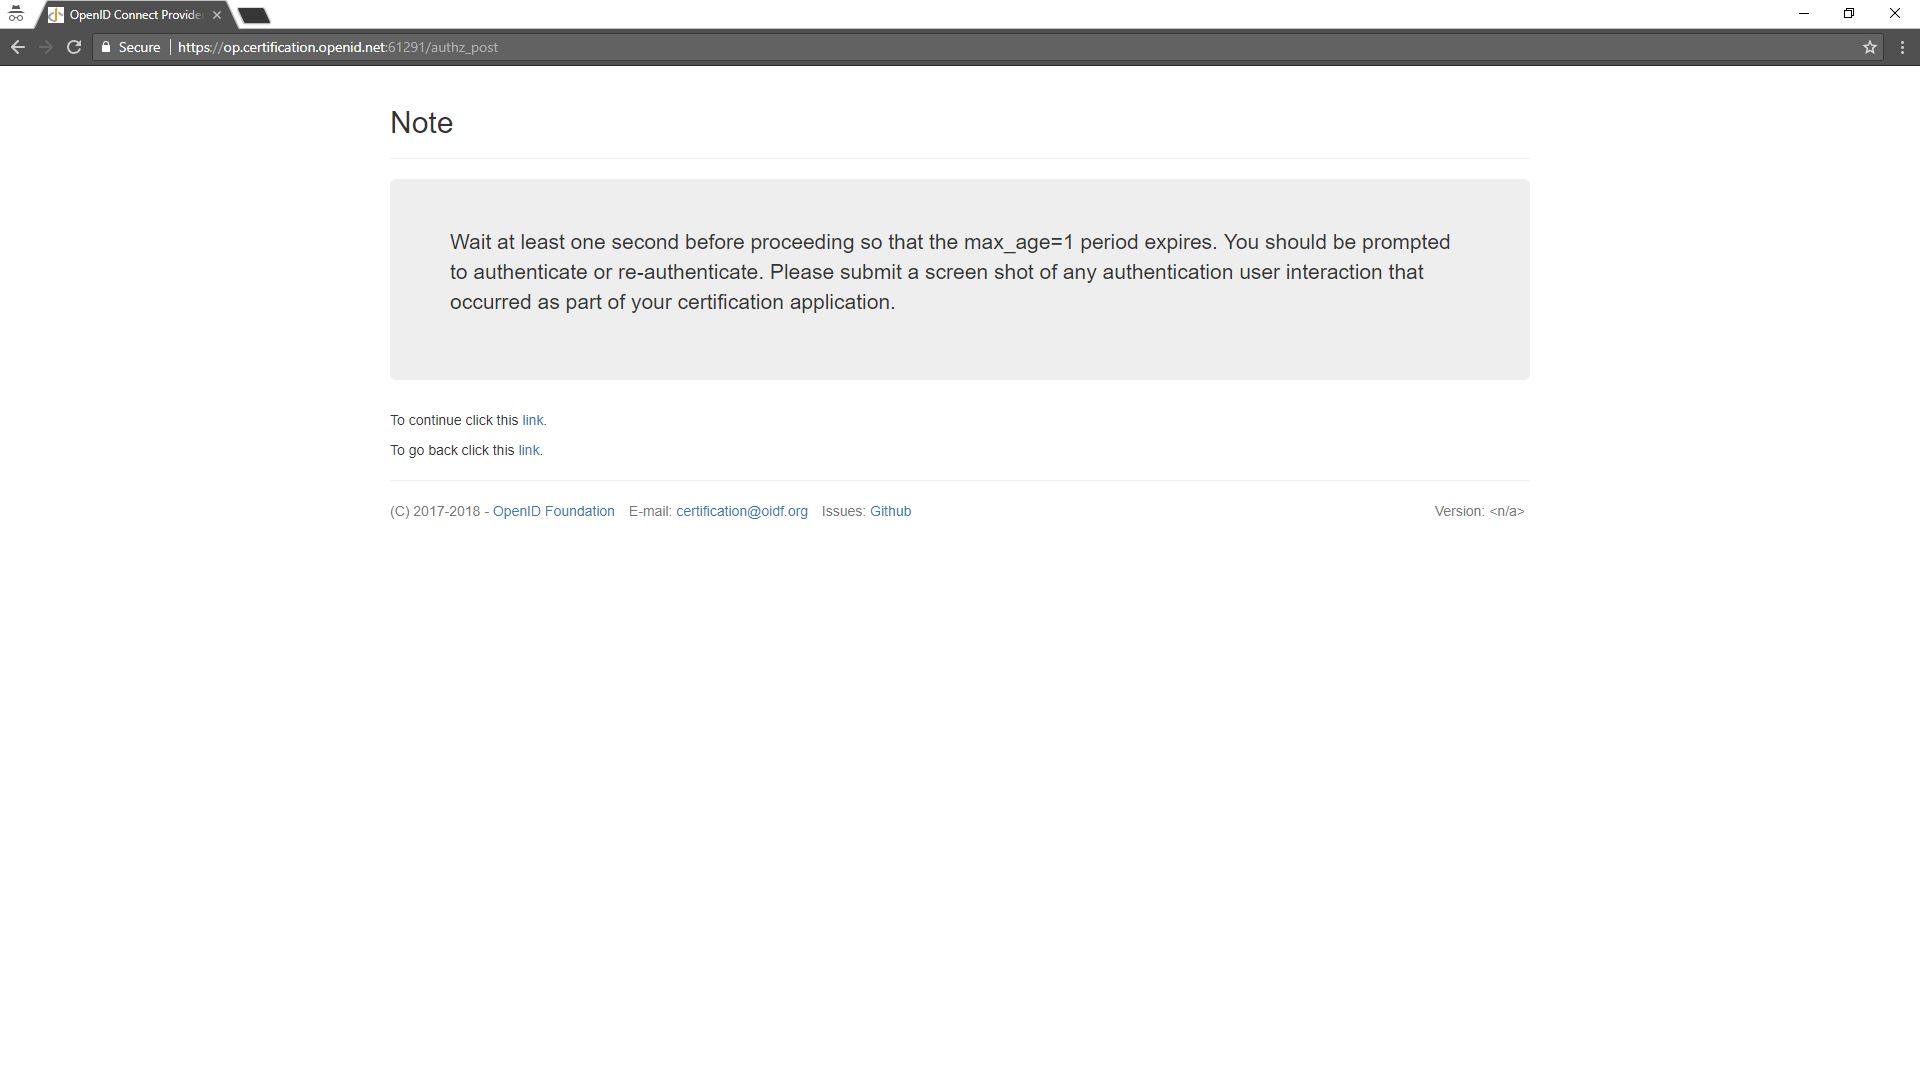 OpenID Connect Provide
Secure
https://op.certification.openid.net:61291/authz_post
Note
Wait at least one second before proceeding so that the max_age=1 period expires. You should be prompted
to authenticate or re-authenticate. Please submit a screen shot of any authentication user interaction that
occurred as part of your certification application.
To continue click this link.
To go back click this link.
(C) 2017-2018 - OpenID Foundation E-mail: certification@oidf.org Issues: Github Version: <n/a>